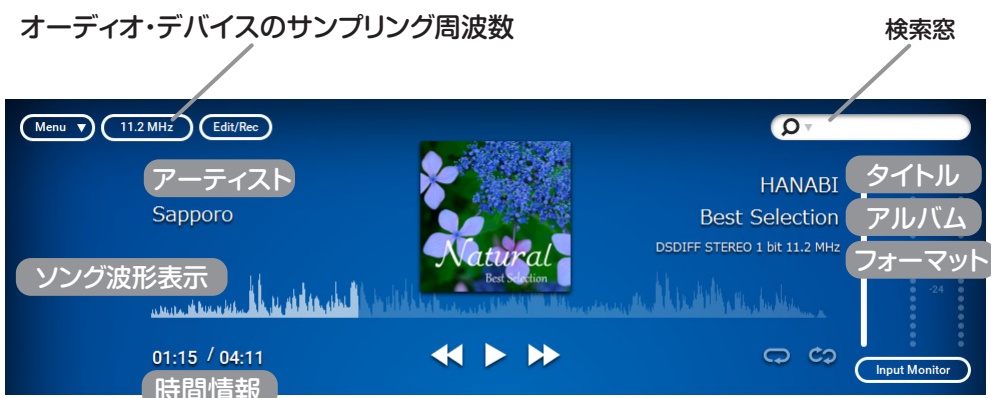 オーディオ・デバイスのサンプリング周波数
検索窓
Menu ▼
11.2 MHz
Edit/Rec
アーティスト
Sapporo
Natural
Best Selection
HANABI
タイトル
Best Selection
アルバム
DSDIFF STEREO 1 bit 11.2 MHz
フォーマット
ソング波形表示
-24
01:15 / 04:11
時間情報
Input Monitor